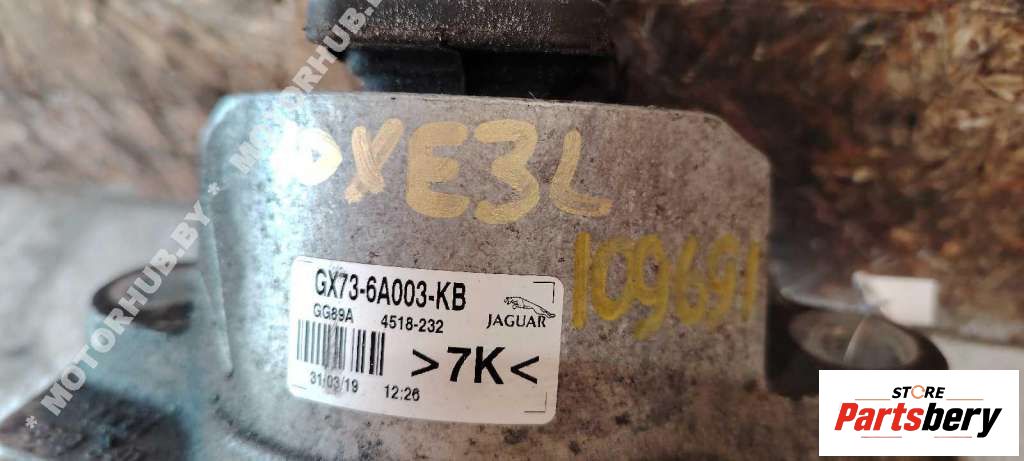 * MOTORHUB.BY * MOTORHUB.BY
XE3L
109691
GX73-6A003-KB
GG89A 4518-232
JAGUAR
>7K<
31/03/19 12:26
STORE
Partsbery